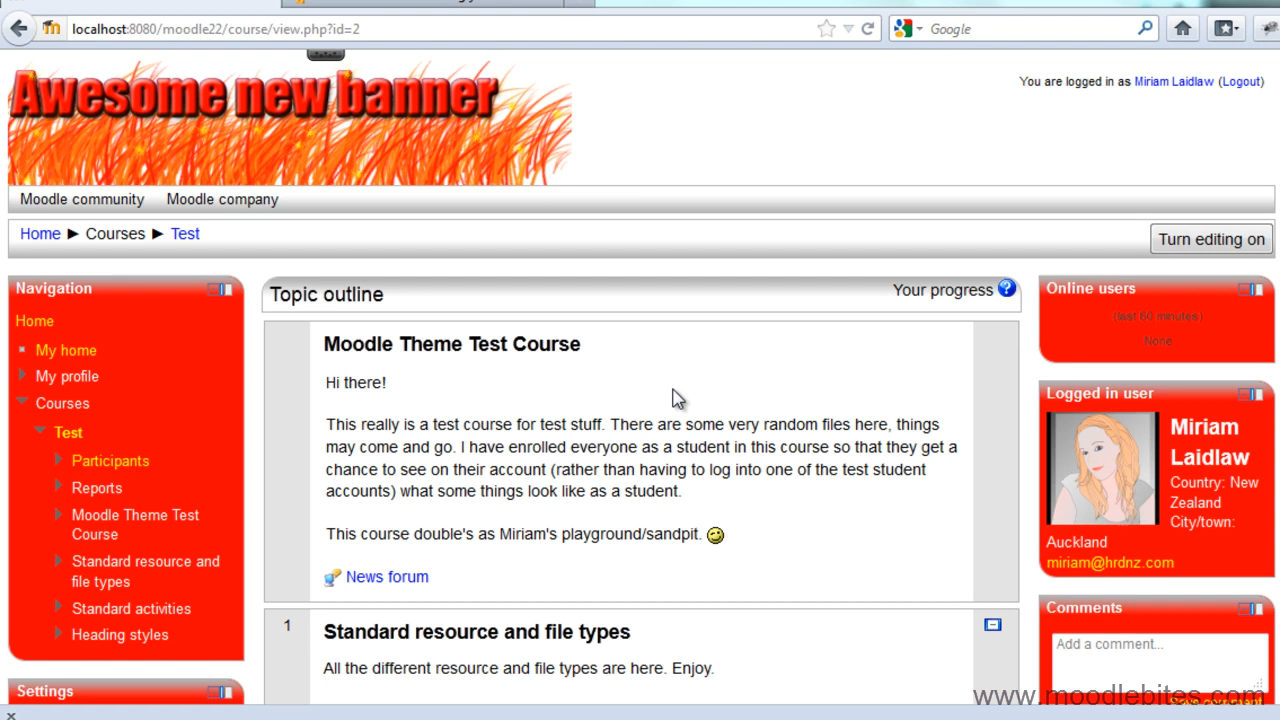 localhost:8080/moodle22/course/view.php?id=2
Google
Awesome new banner
You are logged in as Miriam Laidlaw (Logout)
Moodle community Moodle company
Home ► Courses ► Test
Turn editing on
Navigation
Home
My home
My profile
Courses
Test
Participants
Reports
Moodle Theme Test
Course
Standard resource and
file types
Standard activities
Heading styles
Settings
Topic outline
Your progress
Moodle Theme Test Course
Hi there!
This really is a test course for test stuff. There are some very random files here, things
may come and go. I have enrolled everyone as a student in this course so that they get a
chance to see on their account (rather than having to log into one of the test student
accounts) what some things look like as a student.
This course double's as Miriam's playground/sandpit.
News forum
1
Standard resource and file types
All the different resource and file types are here. Enjoy.
Online users
(last 60 minutes)
None
Logged in user
Miriam
Laidlaw
Country: New
Zealand
City/town:
Auckland
miriam@hrdnz.com
Comments
Add a comment...
Save comment
www.moodlebites.com